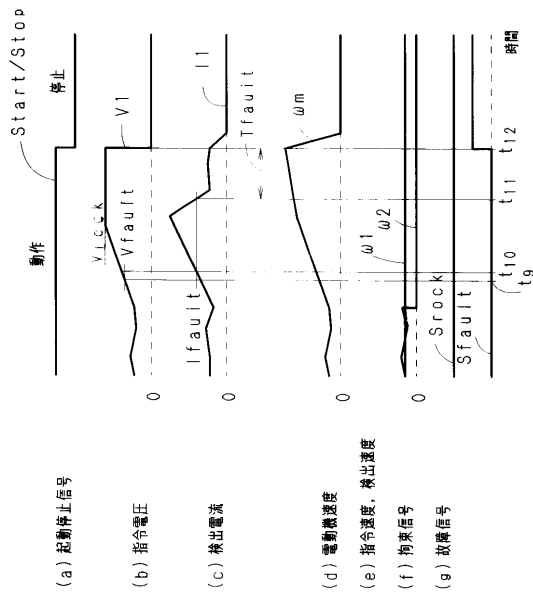 (a) 起動停止信号
動作
停止
Start/Stop
(b) 指令電圧
0
Vfault
V1
(c) 検出電流
0
Ifault
I1
Tfauit
(d) 電動機速度
0
ωm
(e) 指令速度, 検出速度
0
ω1
ω2
(f) 拘束信号
Srock
(g) 故障信号
Sfault
t9
t10
t11
t12
時間